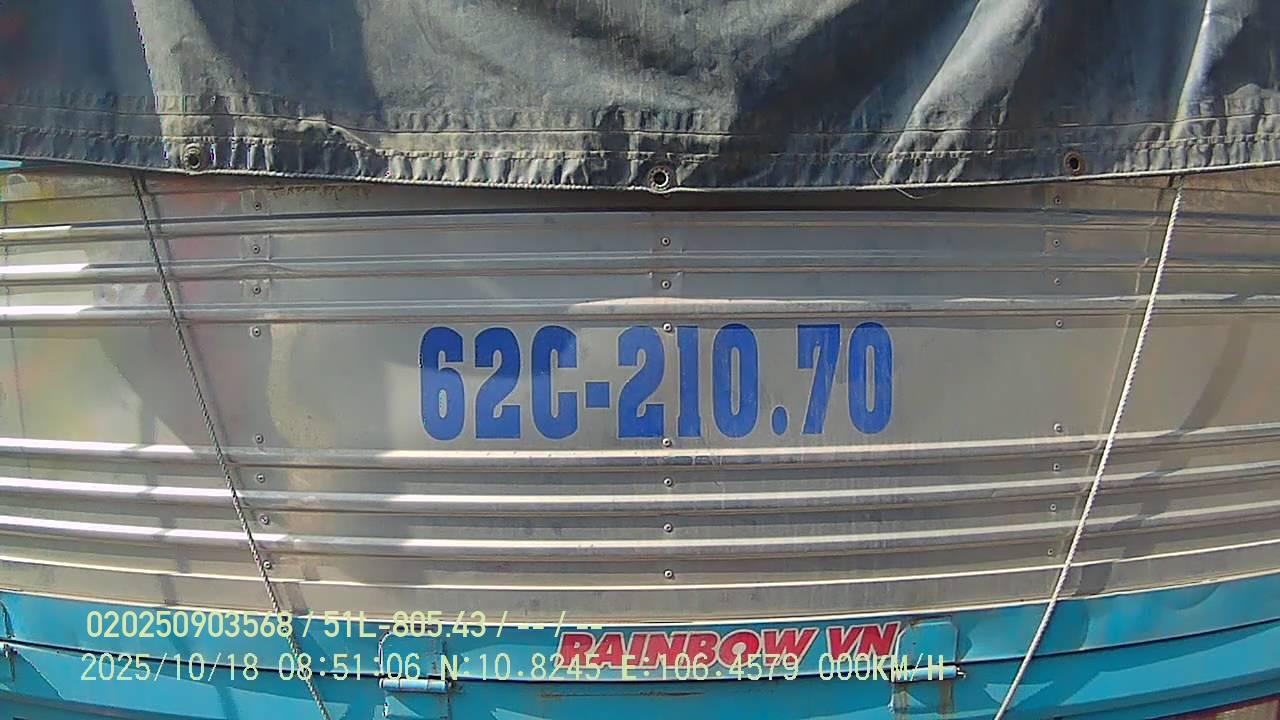 62C-210.70
020250903568 / 51L-805.43 / -- / --
RAINBOW VN
2025/10/18 08:51:06 N:10.8245 E:106.4579 000KM/H